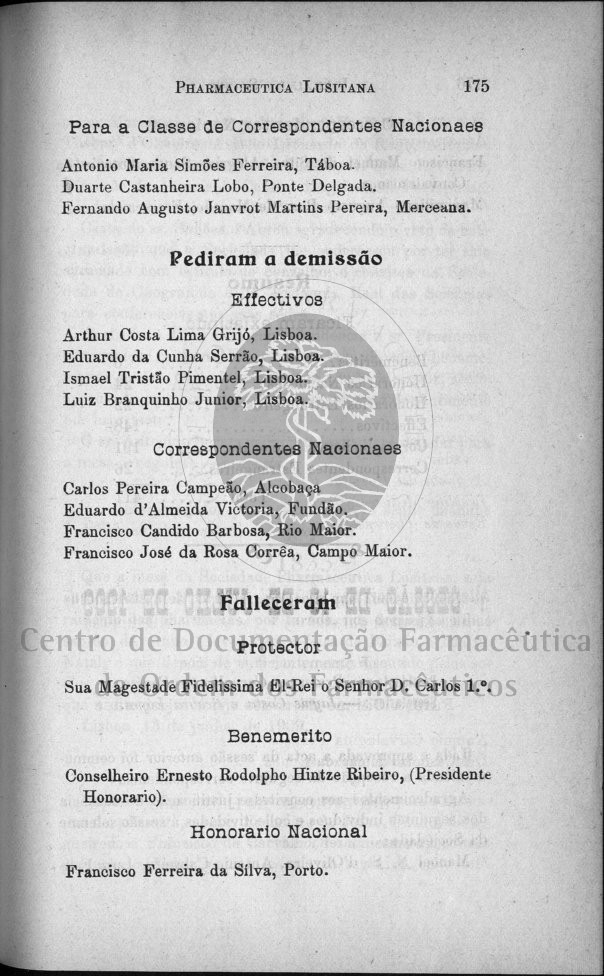 PHARMACEUTICA LUSITANA 175
Para a Classe de Correspondentes Nacionaes
Antonio Maria Simões Ferreira, Táboa.
Duarte Castanheira Lobo, Ponte Delgada.
Fernando Augusto Janvrot Martins Pereira, Merceana.
Pediram a demissão
Effectivos
Arthur Costa Lima Grijó, Lisboa.
Eduardo da Cunha Serrão, Lisboa.
Ismael Tristão Pimentel, Lisboa.
Luiz Branquinho Junior, Lisboa.
Correspondentes Nacionaes
Carlos Pereira Campeão, Alcobaça
Eduardo d'Almeida Victoria, Fundão.
Francisco Candido Barbosa, Rio Maior.
Francisco José da Rosa Corrêa, Campo Maior.
1835
Falleceram
Centro de Documentação Farmacêutica
Protector
da Ordem dos Farmacêuticos
Sua Magestade Fidelissima El-Rei o Senhor D. Carlos 1.º.
Benemerito
Conselheiro Ernesto Rodolpho Hintze Ribeiro, (Presidente
Honorario).
Honorario Nacional
Francisco Ferreira da Silva, Porto.